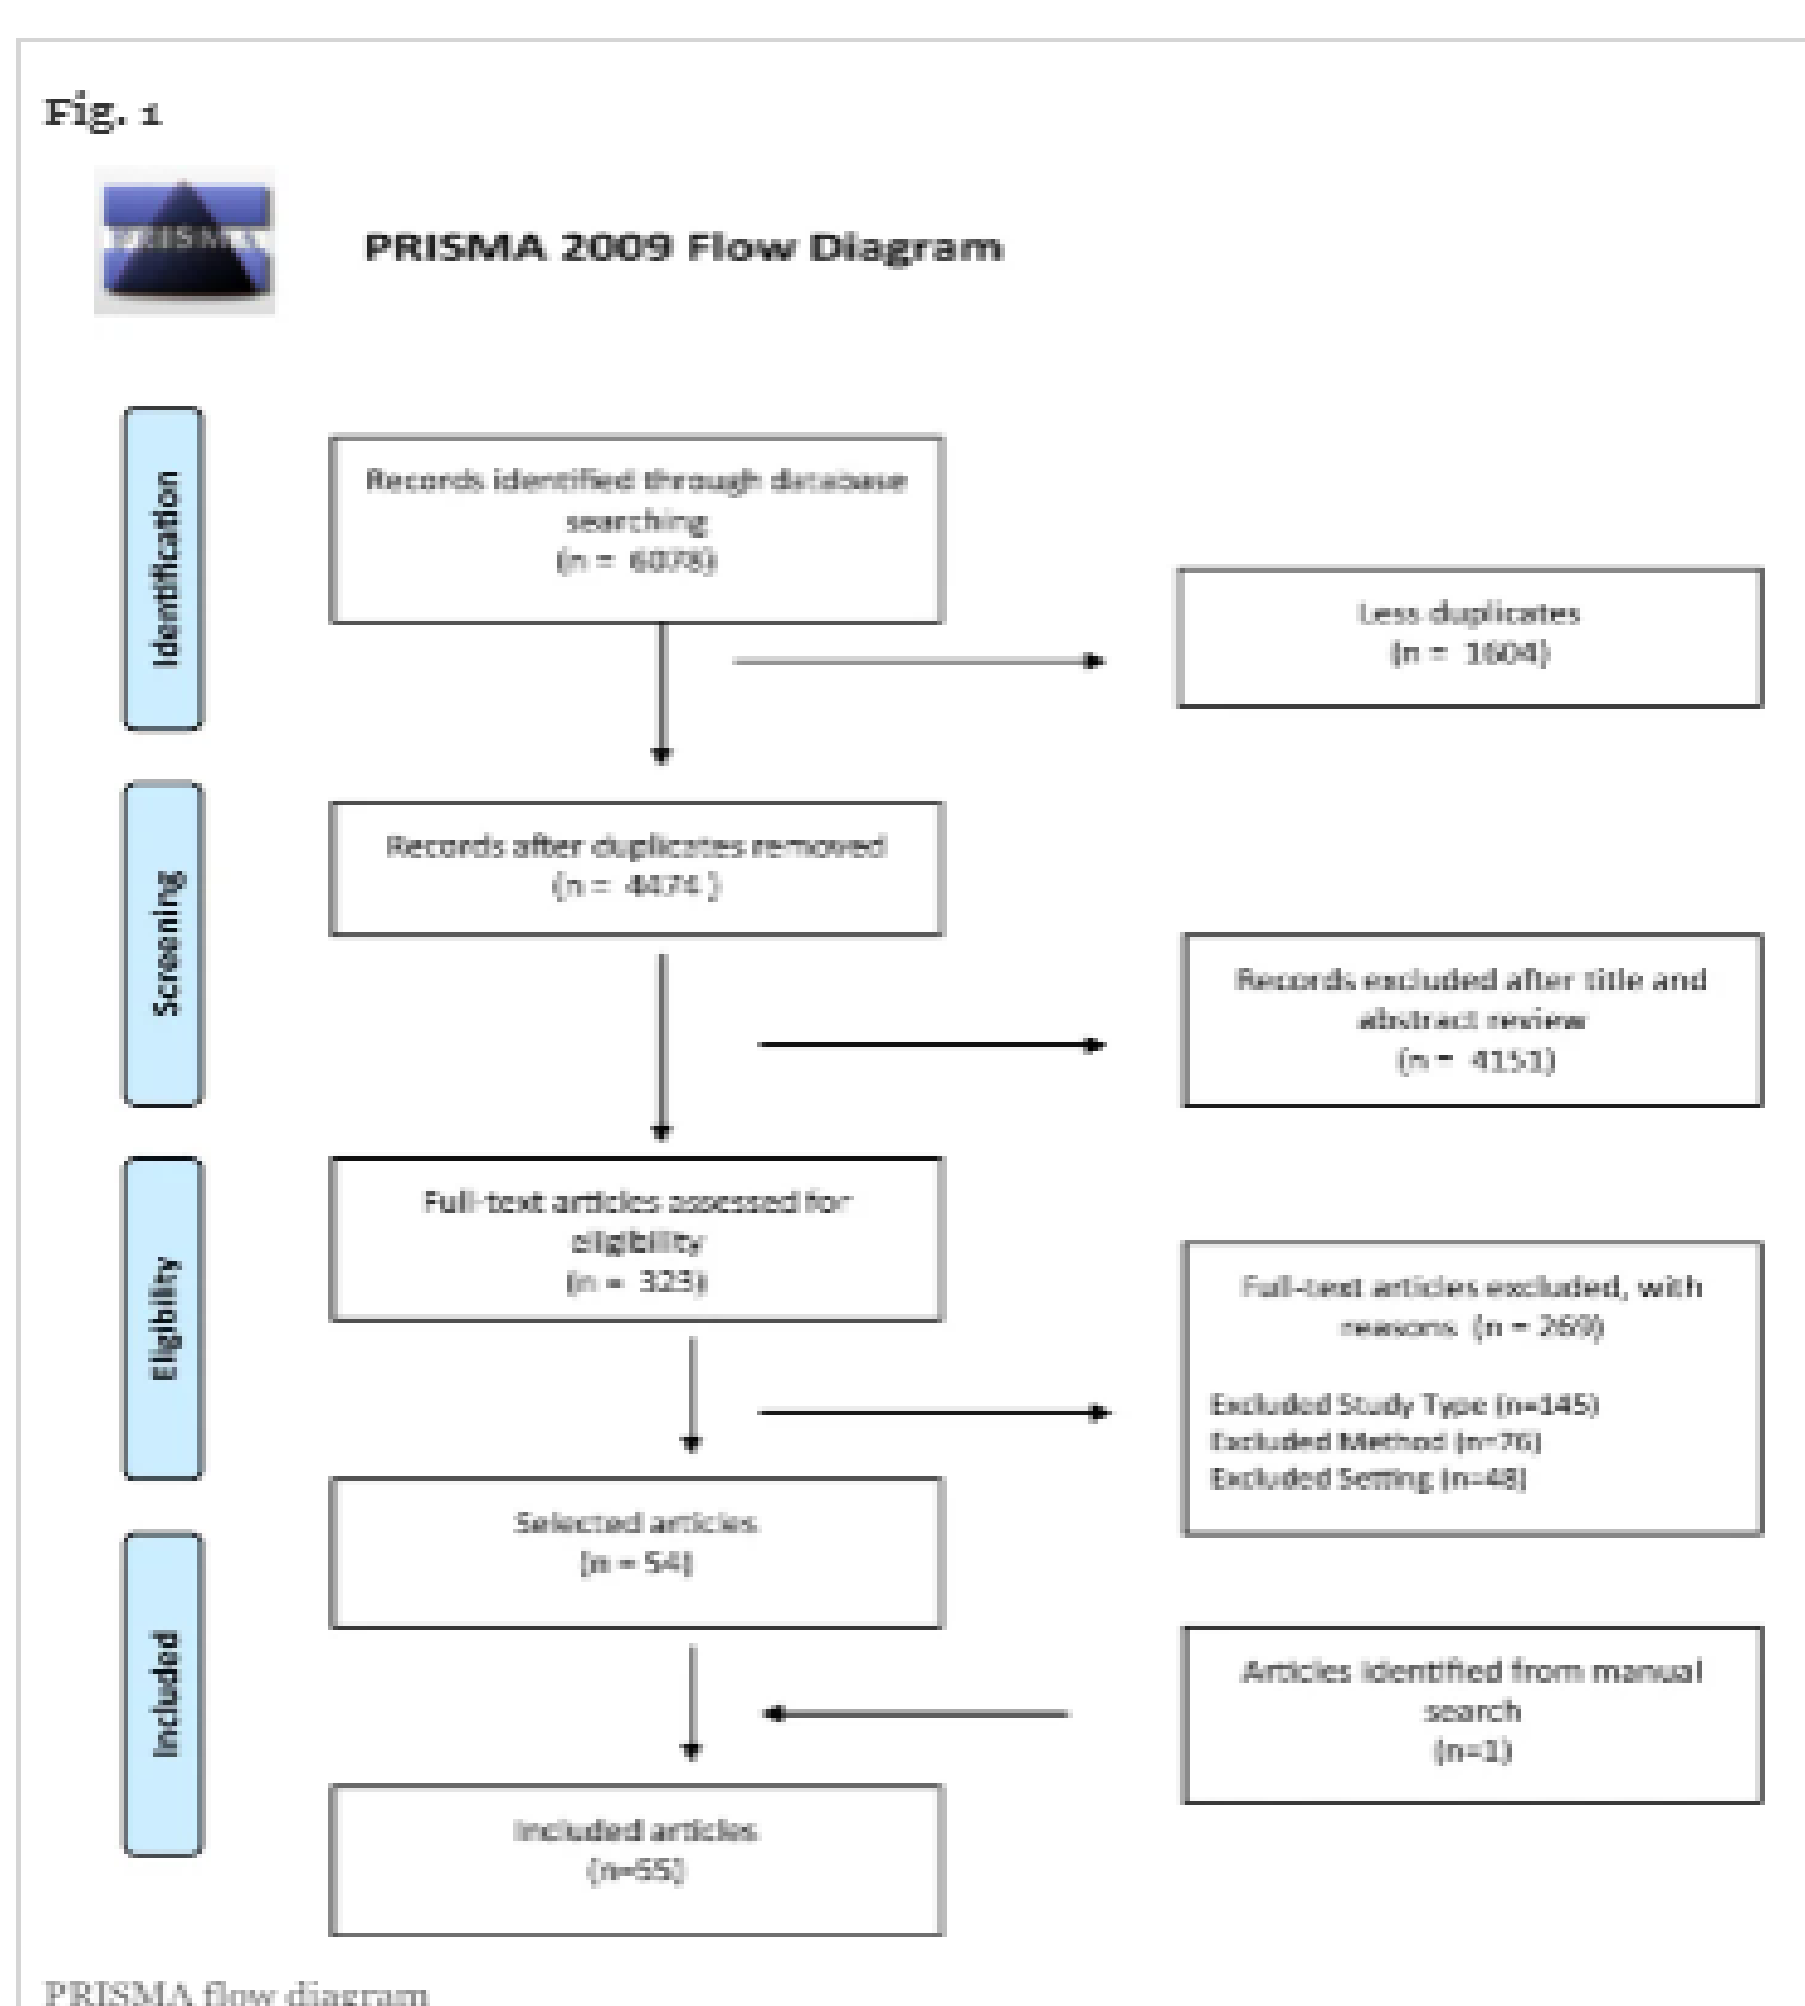 Fig. 1
PRISMA
PRISMA 2009 Flow Diagram
Identification
Records identified through database
searching
(n = 6078)
Less duplicates
(n = 1604)
Screening
Records after duplicates removed
(n = 4474 )
Records excluded after title and
abstract review
(n = 4151)
Eligibility
Full-text articles assessed for
eligibility
(n = 323)
Full-text articles excluded, with
reasons (n = 269)
Excluded Study Type (n=145)
Excluded Method (n=76)
Excluded Setting (n=48)
Selected articles
(n = 54)
Included
Articles identified from manual
search
(n=1)
Included articles
(n=55)
PRISMA flow diagram